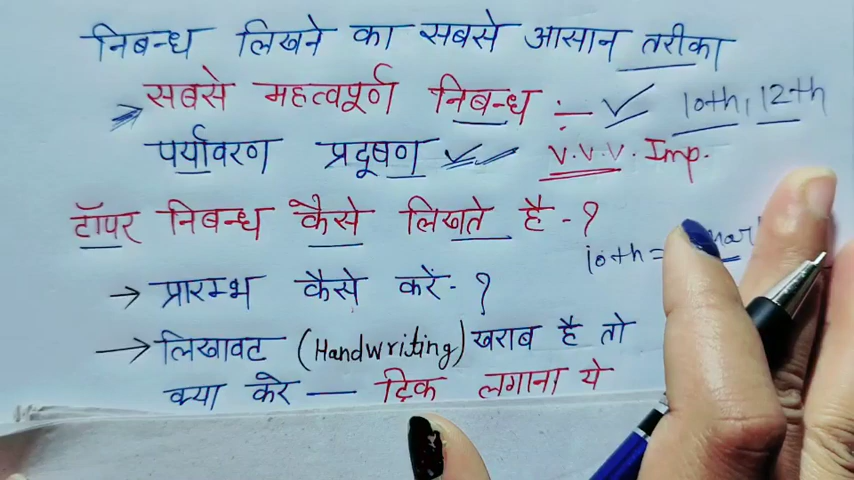 निबन्ध लिखने का सबसे आसान तरीका
सबसे महत्वपूर्ण निबन्ध ÷ ✓ 10th, 12th
पर्यावरण प्रदूषण ✓✓ V.V.V. Imp.
टॉपर निबन्ध कैसे लिखते है - ?
10th =
→ प्रारम्भ कैसे करें - ?
→ लिखावट (Handwriting) खराब है तो
क्या करे — ट्रिक लगाना ये